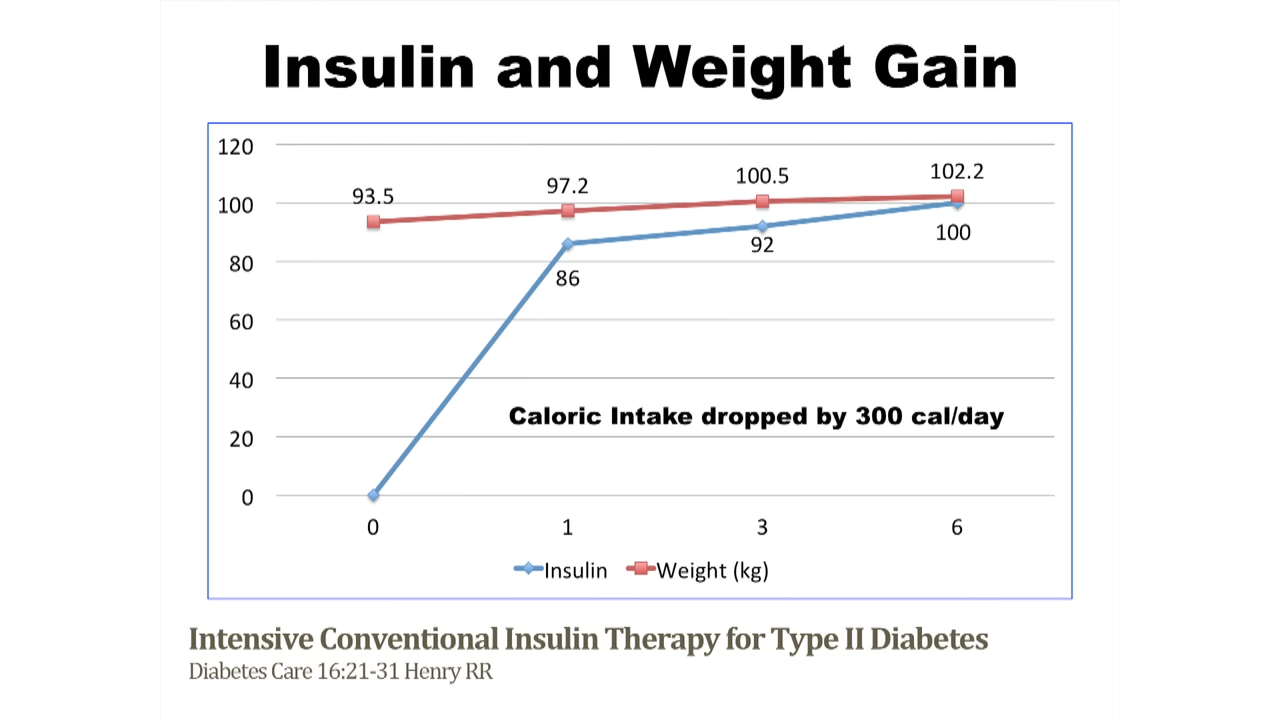 Insulin and Weight Gain
120
100
80
60
40
20
0
93.5
97.2
100.5
102.2
86
92
100
Caloric Intake dropped by 300 cal/day
0 1 3 6
Insulin Weight (kg)
Intensive Conventional Insulin Therapy for Type II Diabetes
Diabetes Care 16:21-31 Henry RR